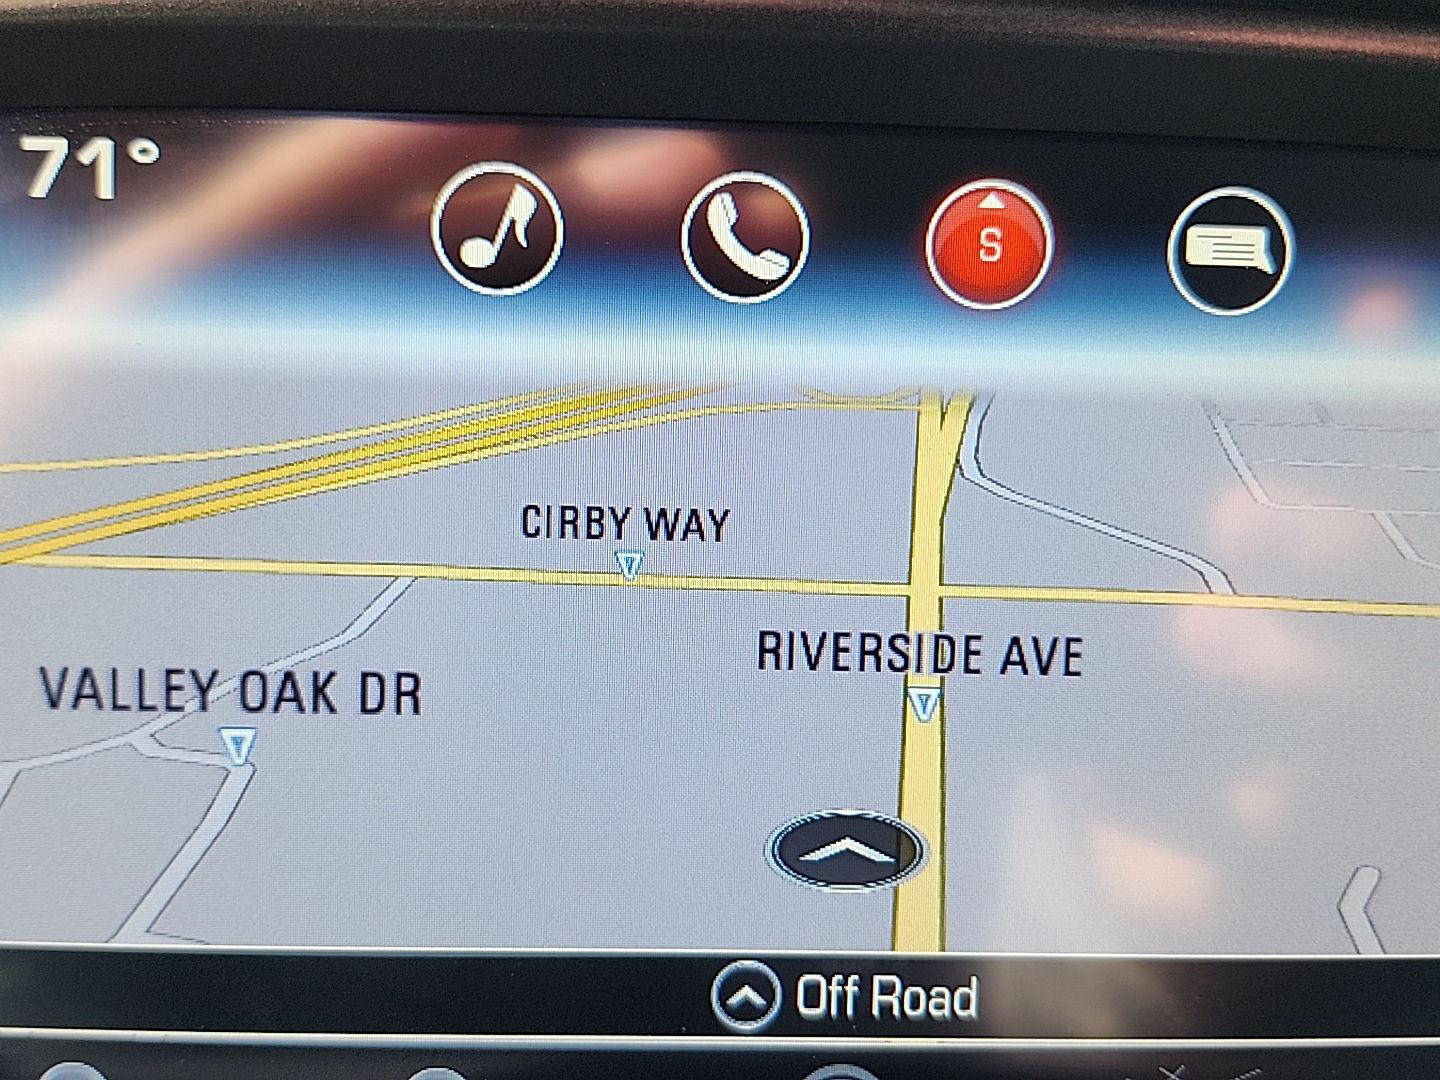 71°
S
CIRBY WAY
RIVERSIDE AVE
VALLEY OAK DR
Off Road